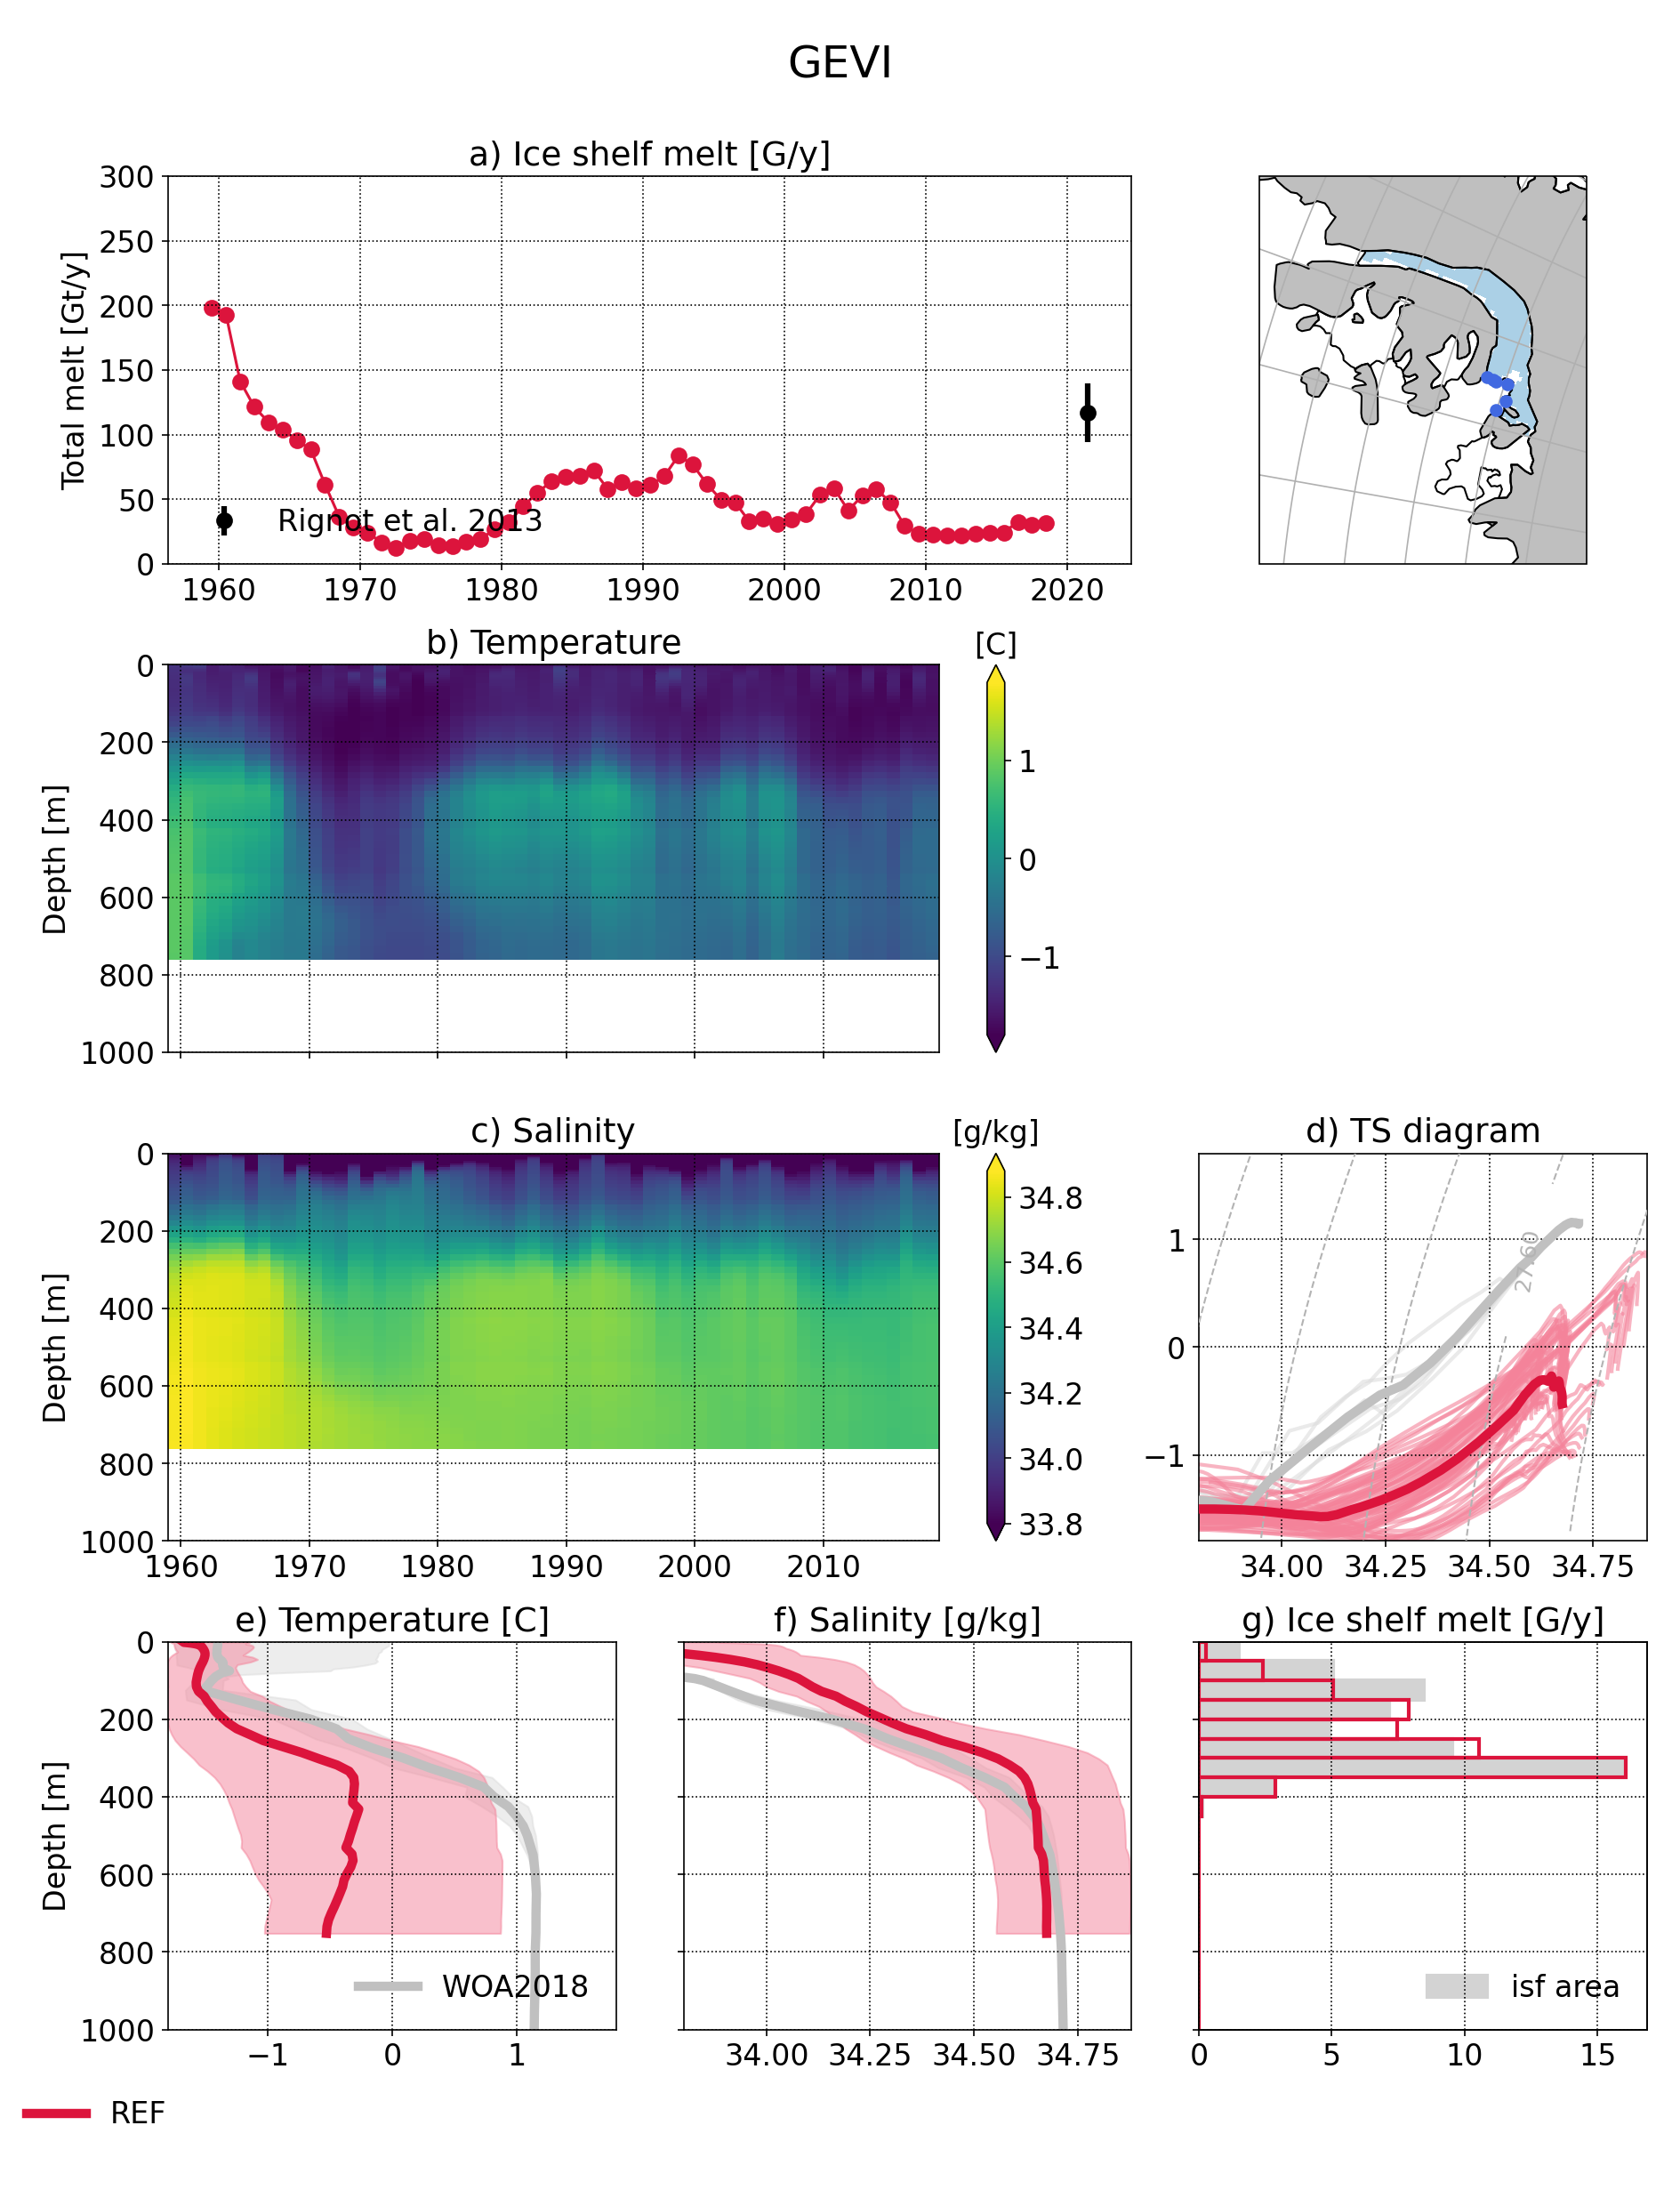 GEVI
a) Ice shelf melt [G/y]
Total melt [Gt/y]
300
250
200
150
100
50
0
Rignot et al. 2013
1960 1970 1980 1990 2000 2010 2020
b) Temperature
[C]
Depth [m]
0
200
400
600
800
1000
1
0
−1
c) Salinity
[g/kg]
Depth [m]
0
200
400
600
800
1000
1960 1970 1980 1990 2000 2010
34.8
34.6
34.4
34.2
34.0
33.8
d) TS diagram
1
0
−1
27.60
34.00 34.25 34.50 34.75
e) Temperature [C]
Depth [m]
0
200
400
600
800
1000
WOA2018
−1 0 1
f) Salinity [g/kg]
34.00 34.25 34.50 34.75
g) Ice shelf melt [G/y]
isf area
0 5 10 15
REF